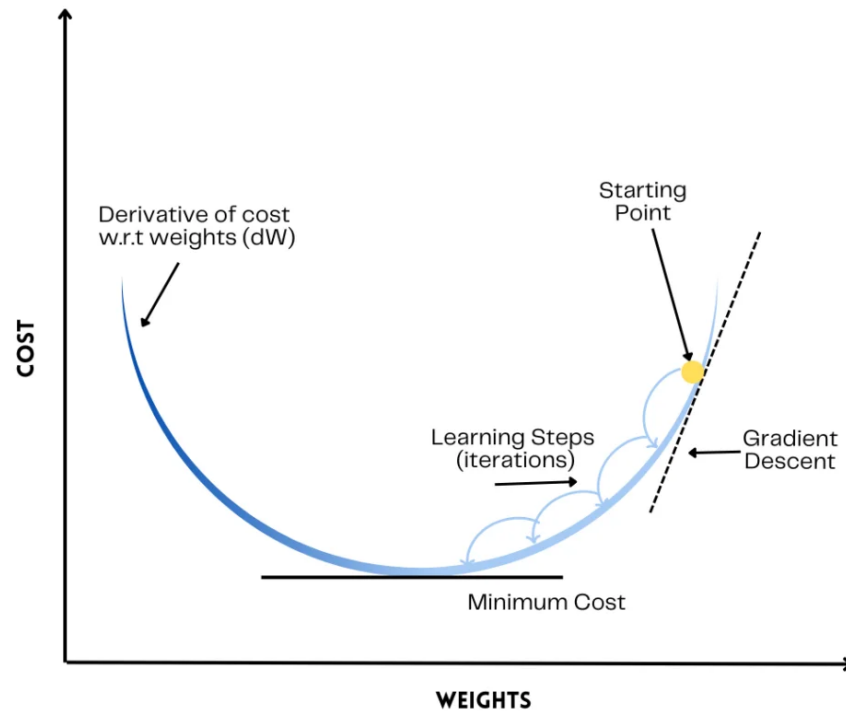 Starting
Point
Derivative of cost
w.r.t weights (dW)
COST
Learning Steps
(iterations)
Gradient
Descent
Minimum Cost
WEIGHTS